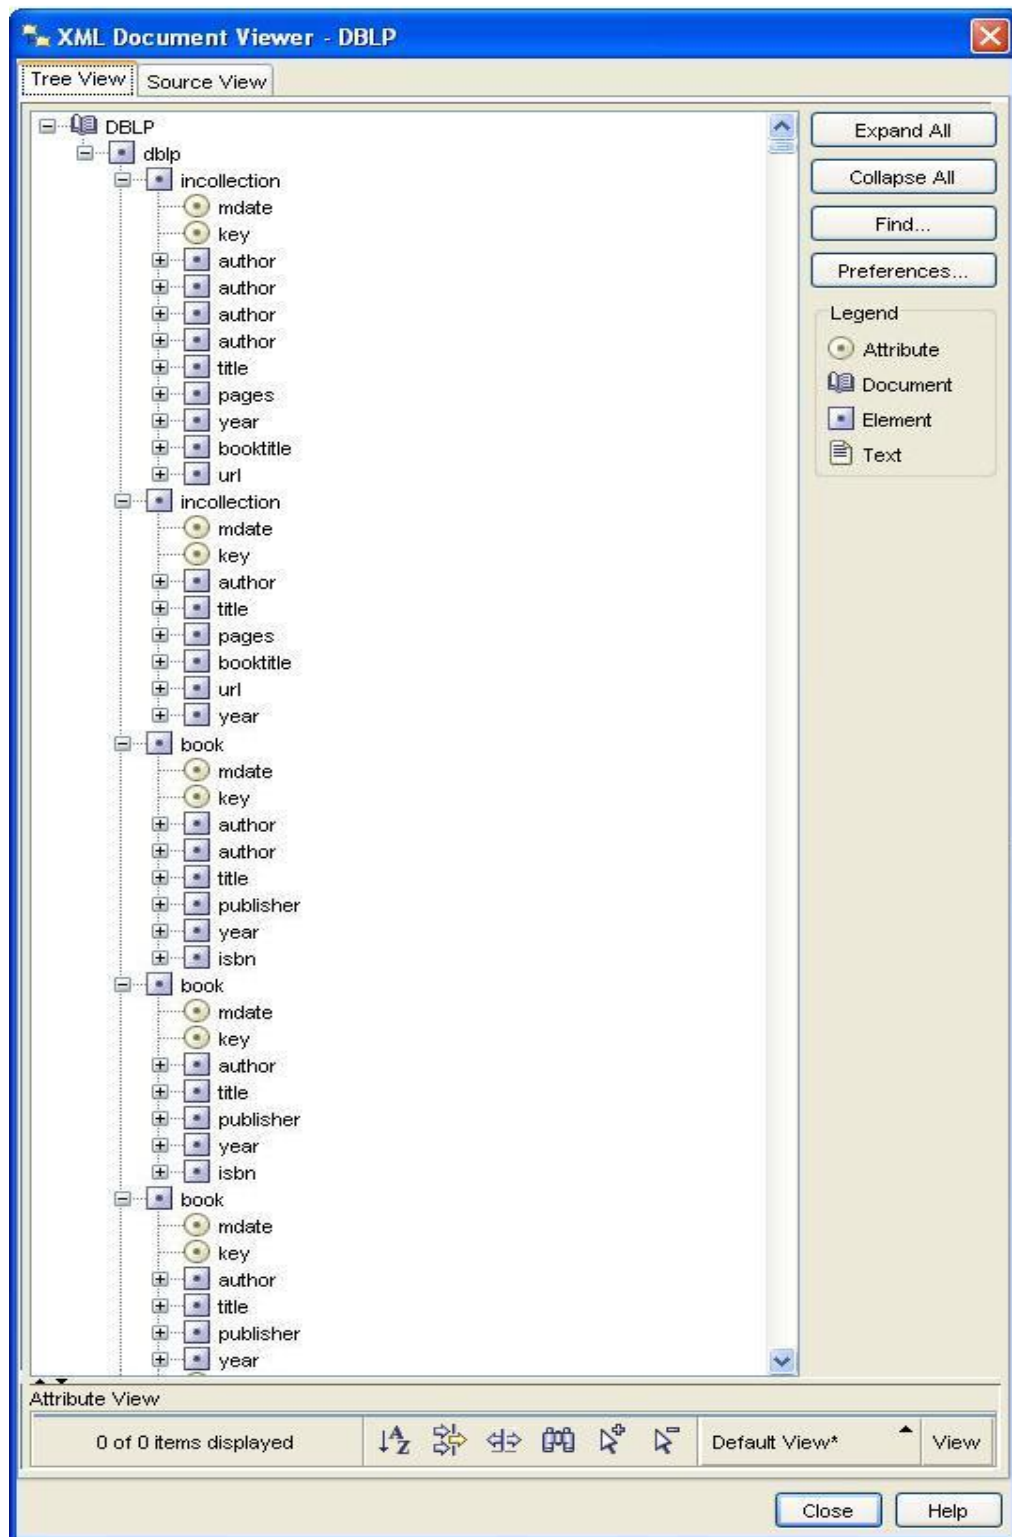 XML Document Viewer - DBLP
Tree View Source View
DBLP
dblp
incollection
mdate
key
author
author
author
author
title
pages
year
booktitle
url
incollection
mdate
key
author
title
pages
booktitle
url
year
book
mdate
key
author
author
title
publisher
year
isbn
book
mdate
key
author
title
publisher
year
isbn
book
mdate
key
author
title
publisher
year
Expand All
Collapse All
Find...
Preferences...
Legend
Attribute
Document
Element
Text
Attribute View
0 of 0 items displayed
Default View*
View
Close
Help